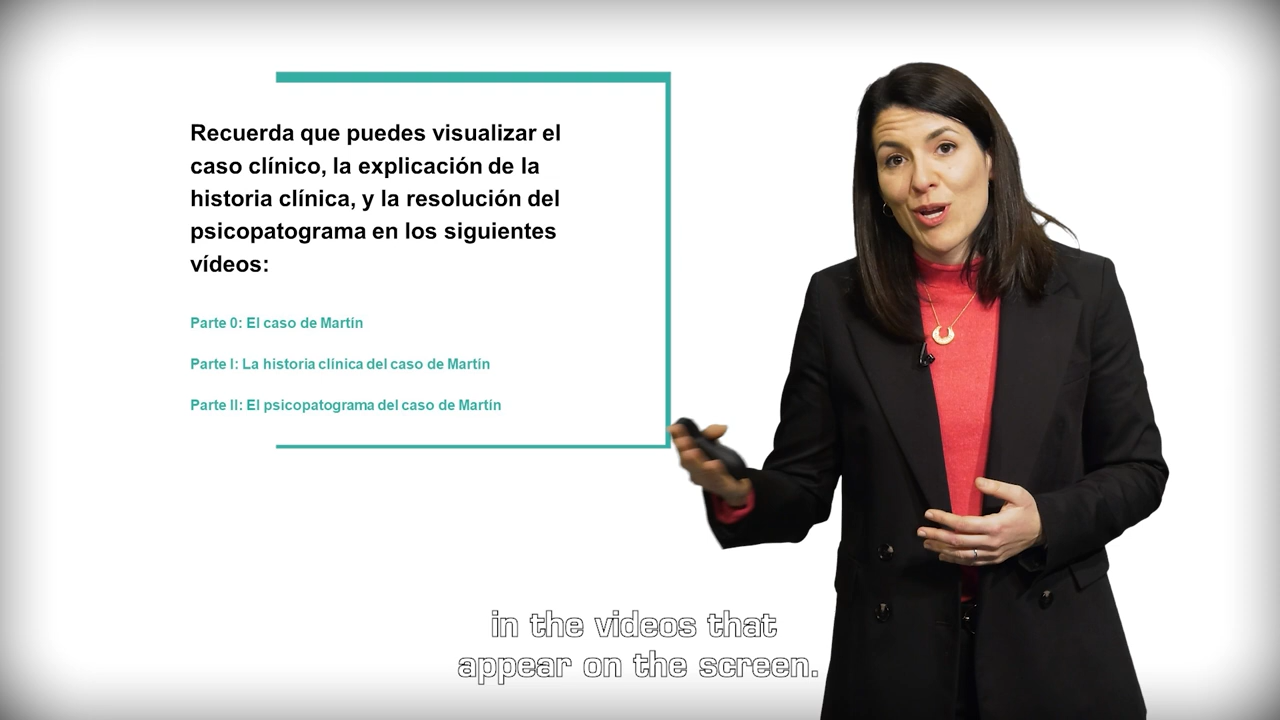 Recuerda que puedes visualizar el
caso clínico, la explicación de la
historia clínica, y la resolución del
psicopatograma en los siguientes
vídeos:
Parte 0: El caso de Martín
Parte I: La historia clínica del caso de Martín
Parte II: El psicopatograma del caso de Martín
in the videos that
appear on the screen.